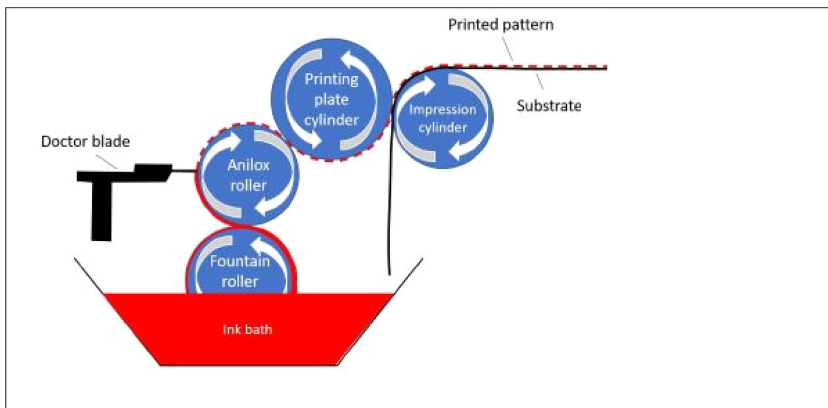 Printed pattern
Substrate
Printing
plate
cylinder
Impression
cylinder
Doctor blade
Anilox
roller
Fountain
roller
Ink bath